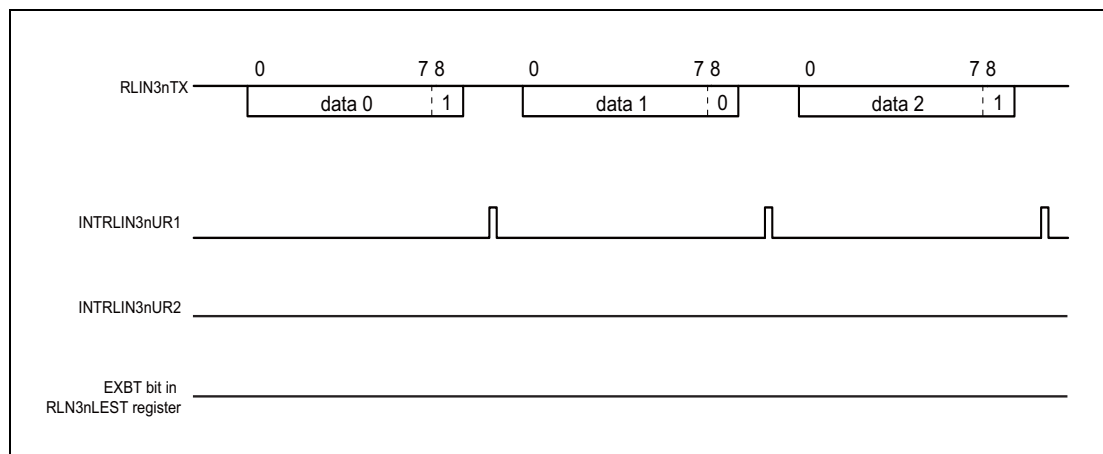 0 7 8 0 7 8 0 7 8
RLIN3nTX
data 0 1 data 1 0 data 2 1
INTRLIN3nUR1
INTRLIN3nUR2
EXBT bit in
RLN3nLEST register